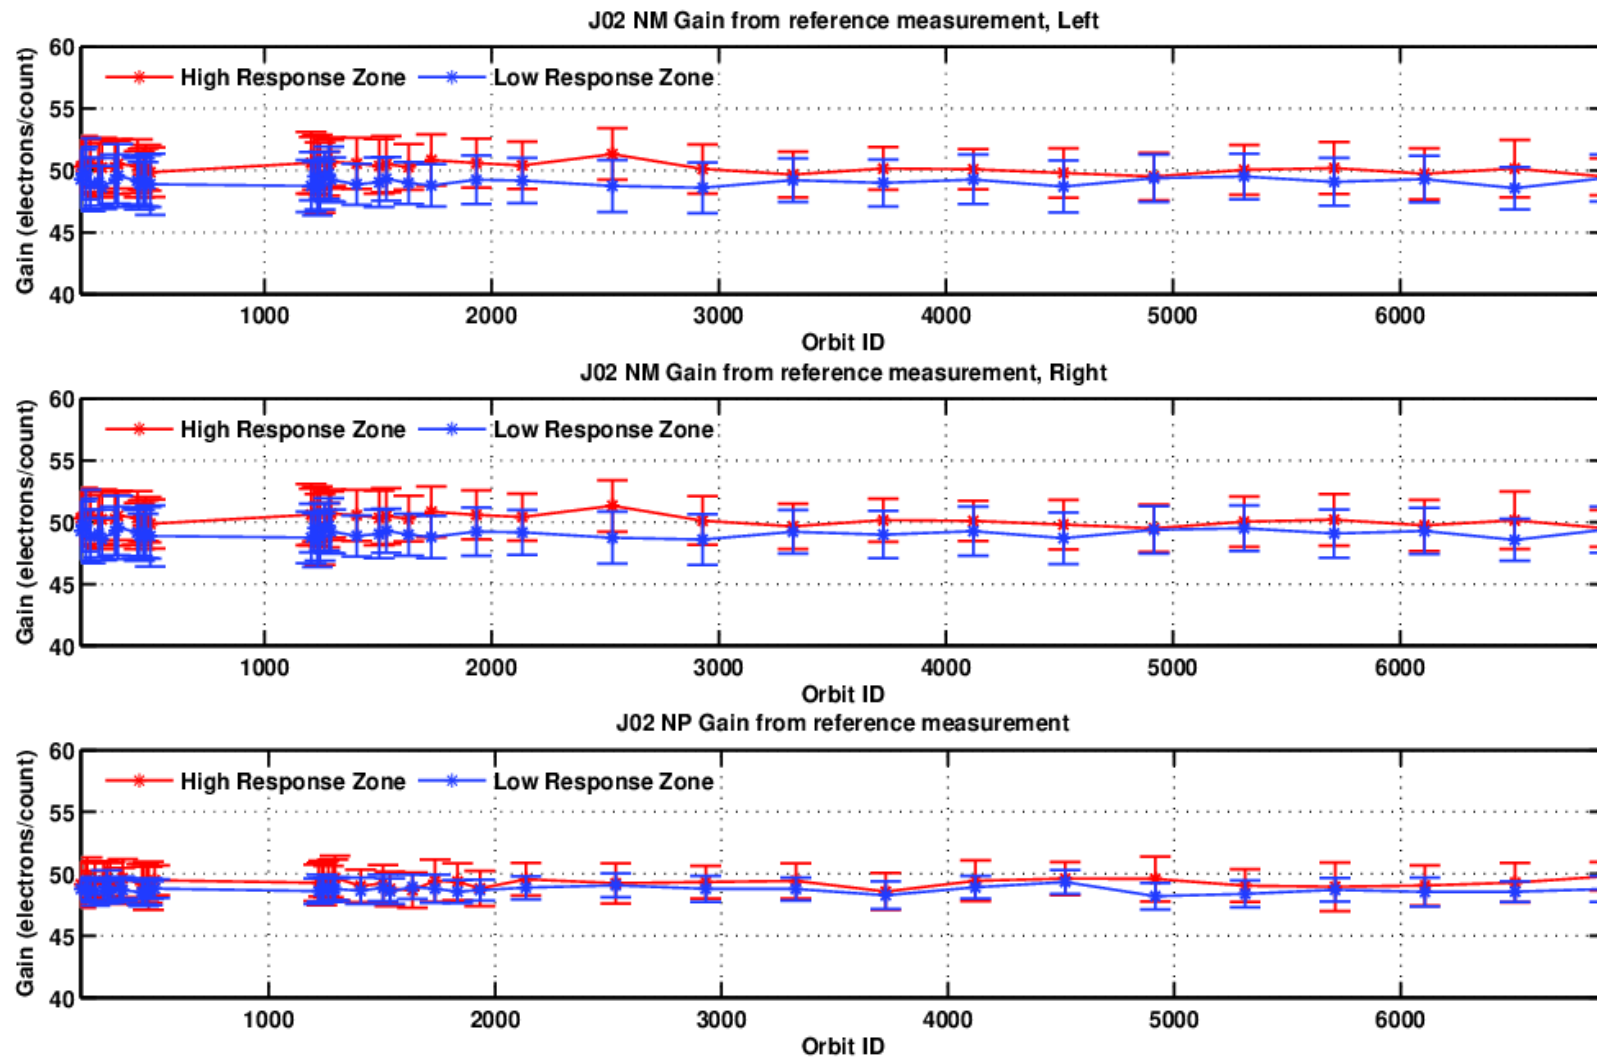 J02 NM Gain from reference measurement, Left
60
High Response Zone Low Response Zone
55
50
45
40
Gain (electrons/count)
1000 2000 3000 4000 5000 6000
Orbit ID
J02 NM Gain from reference measurement, Right
60
High Response Zone Low Response Zone
55
50
45
40
Gain (electrons/count)
1000 2000 3000 4000 5000 6000
Orbit ID
J02 NP Gain from reference measurement
60
High Response Zone Low Response Zone
55
50
45
40
Gain (electrons/count)
1000 2000 3000 4000 5000 6000
Orbit ID